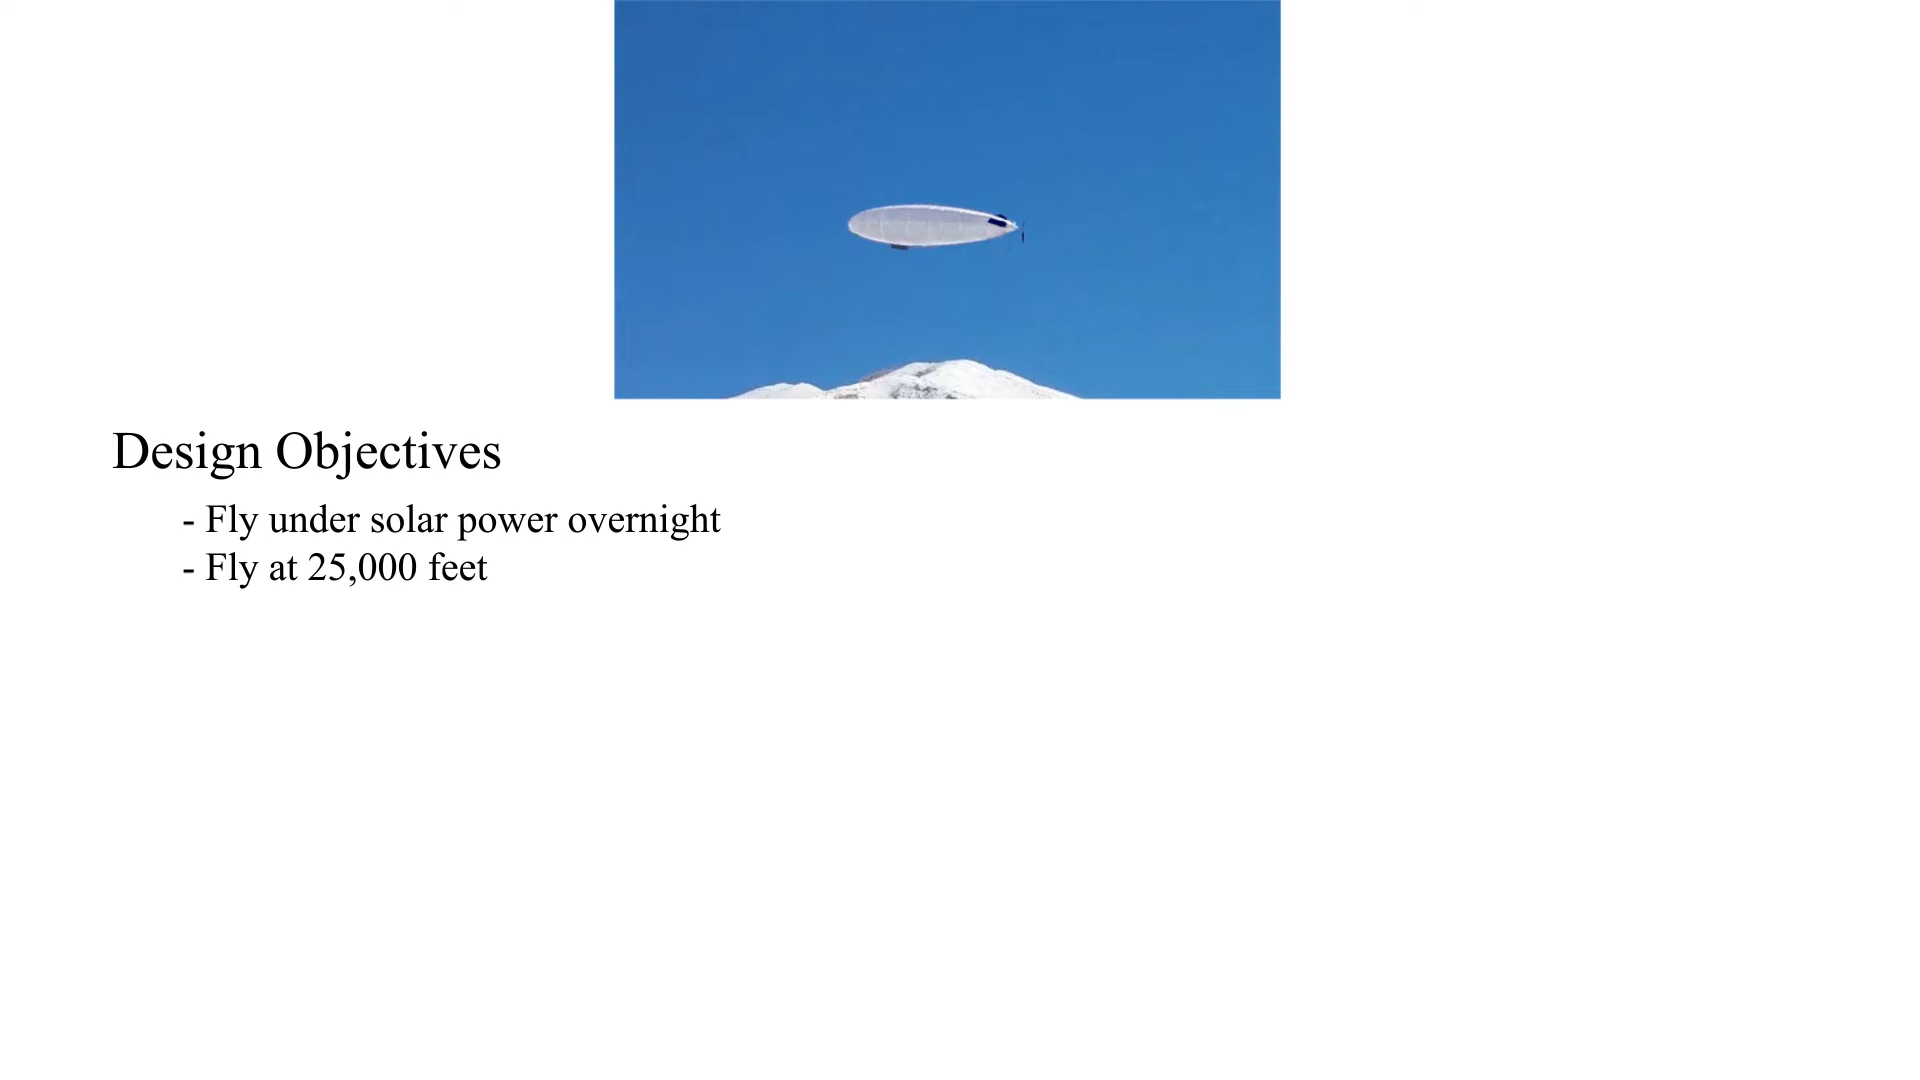 Design Objectives
- Fly under solar power overnight
- Fly at 25,000 feet